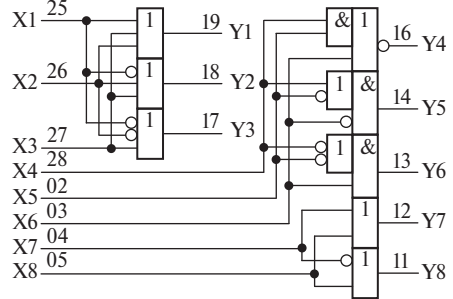 X1 25 1 19 Y1 & 1 16 Y4
X2 26 1 18 Y2 1 & 14 Y5
1 17 Y3
X3 27
X4 28 1 & 13 Y6
X5 02
X6 03 1 12 Y7
X7 04
X8 05 1 11 Y8